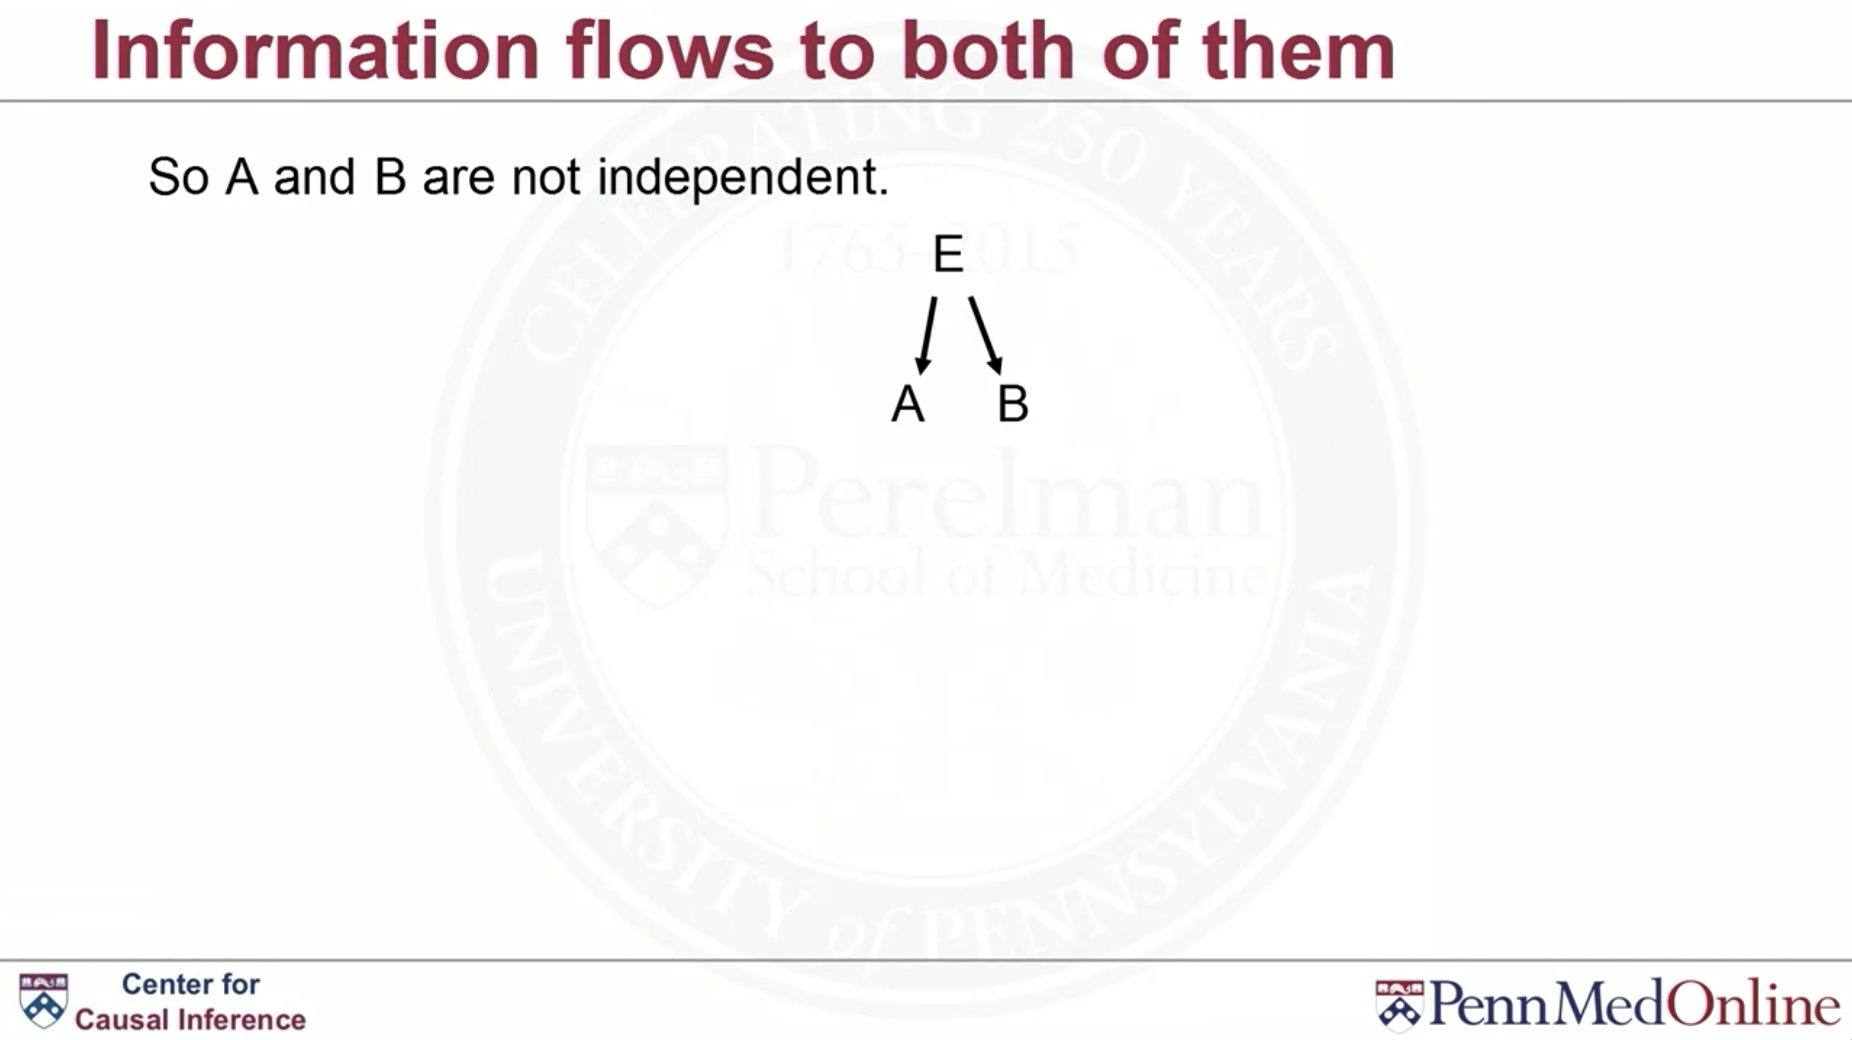 Information flows to both of them
So A and B are not independent.
E
A B
CELEBRATING 250 YEARS
1765-2015
Perelman
School of Medicine
UNIVERSITY of PENNSYLVANIA
Center for
Causal Inference
PennMedOnline